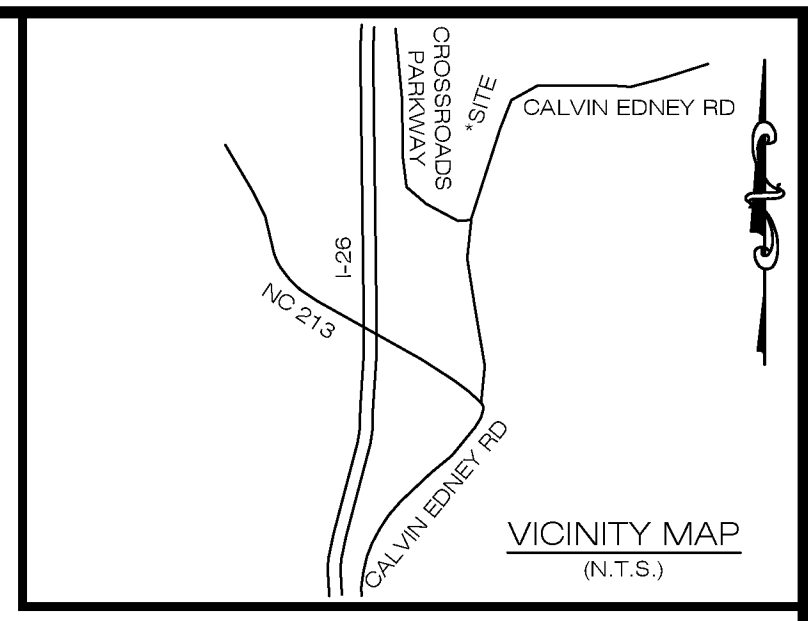 CROSSROADS
PARKWAY
*SITE
CALVIN EDNEY RD
I-26
NC 213
CALVIN EDNEY RD
VICINITY MAP
(N.T.S.)